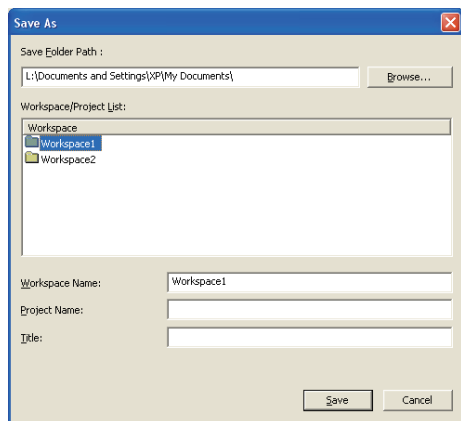 Save As
Save Folder Path :
L:\Documents and Settings\XP\My Documents\
Browse...
Workspace/Project List:
Workspace
Workspace1
Workspace2
Workspace Name:
Workspace1
Project Name:
Title:
Save
Cancel